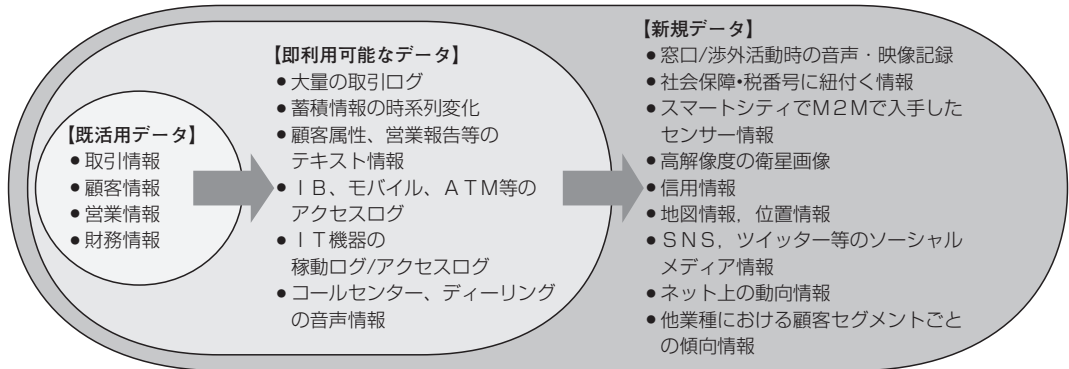 【既活用データ】
●取引情報
●顧客情報
●営業情報
●財務情報
【即利用可能なデータ】
●大量の取引ログ
●蓄積情報の時系列変化
●顧客属性、営業報告等の
テキスト情報
●ＩＢ、モバイル、ＡＴＭ等の
アクセスログ
●ＩＴ機器の
稼動ログ/アクセスログ
●コールセンター、ディーリング
の音声情報
【新規データ】
●窓口/渉外活動時の音声・映像記録
●社会保障•税番号に紐付く情報
●スマートシティでＭ２Ｍで入手した
センサー情報
●高解像度の衛星画像
●信用情報
●地図情報，位置情報
●ＳＮＳ，ツイッター等のソーシャル
メディア情報
●ネット上の動向情報
●他業種における顧客セグメントごと
の傾向情報